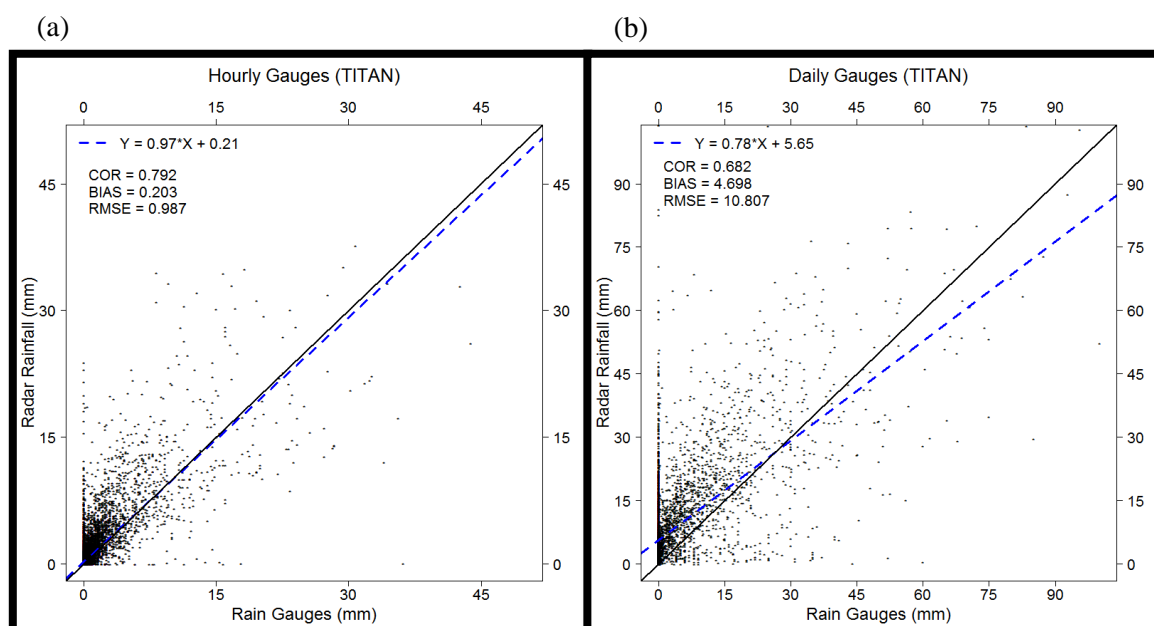 (a)
(b)
Hourly Gauges (TITAN)
0 15 30 45
Y = 0.97*X + 0.21
COR = 0.792
BIAS = 0.203
RMSE = 0.987
45
30
15
0
45
30
15
0
Radar Rainfall (mm)
0 15 30 45
Rain Gauges (mm)
Daily Gauges (TITAN)
0 15 30 45 60 75 90
Y = 0.78*X + 5.65
COR = 0.682
BIAS = 4.698
RMSE = 10.807
90
75
60
45
30
15
0
90
75
60
45
30
15
0
Radar Rainfall (mm)
0 15 30 45 60 75 90
Rain Gauges (mm)